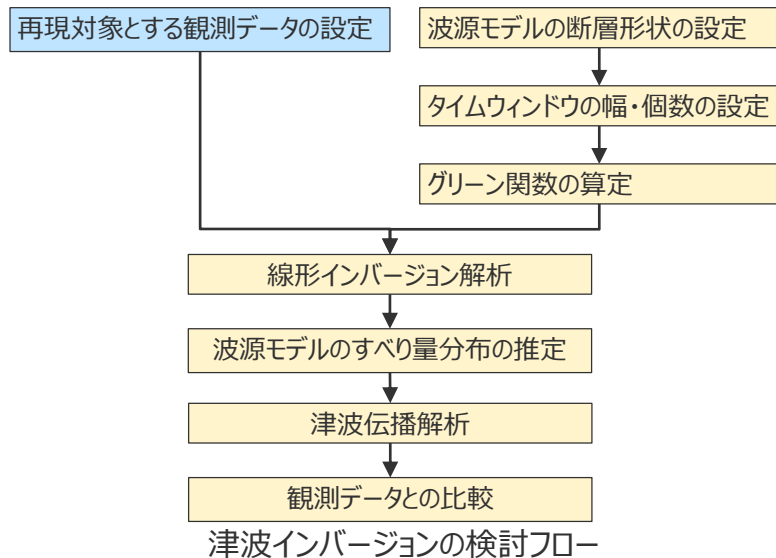 再現対象とする観測データの設定
波源モデルの断層形状の設定
タイムウィンドウの幅・個数の設定
グリーン関数の算定
線形インバージョン解析
波源モデルのすべり量分布の推定
津波伝播解析
観測データとの比較
津波インバージョンの検討フロー